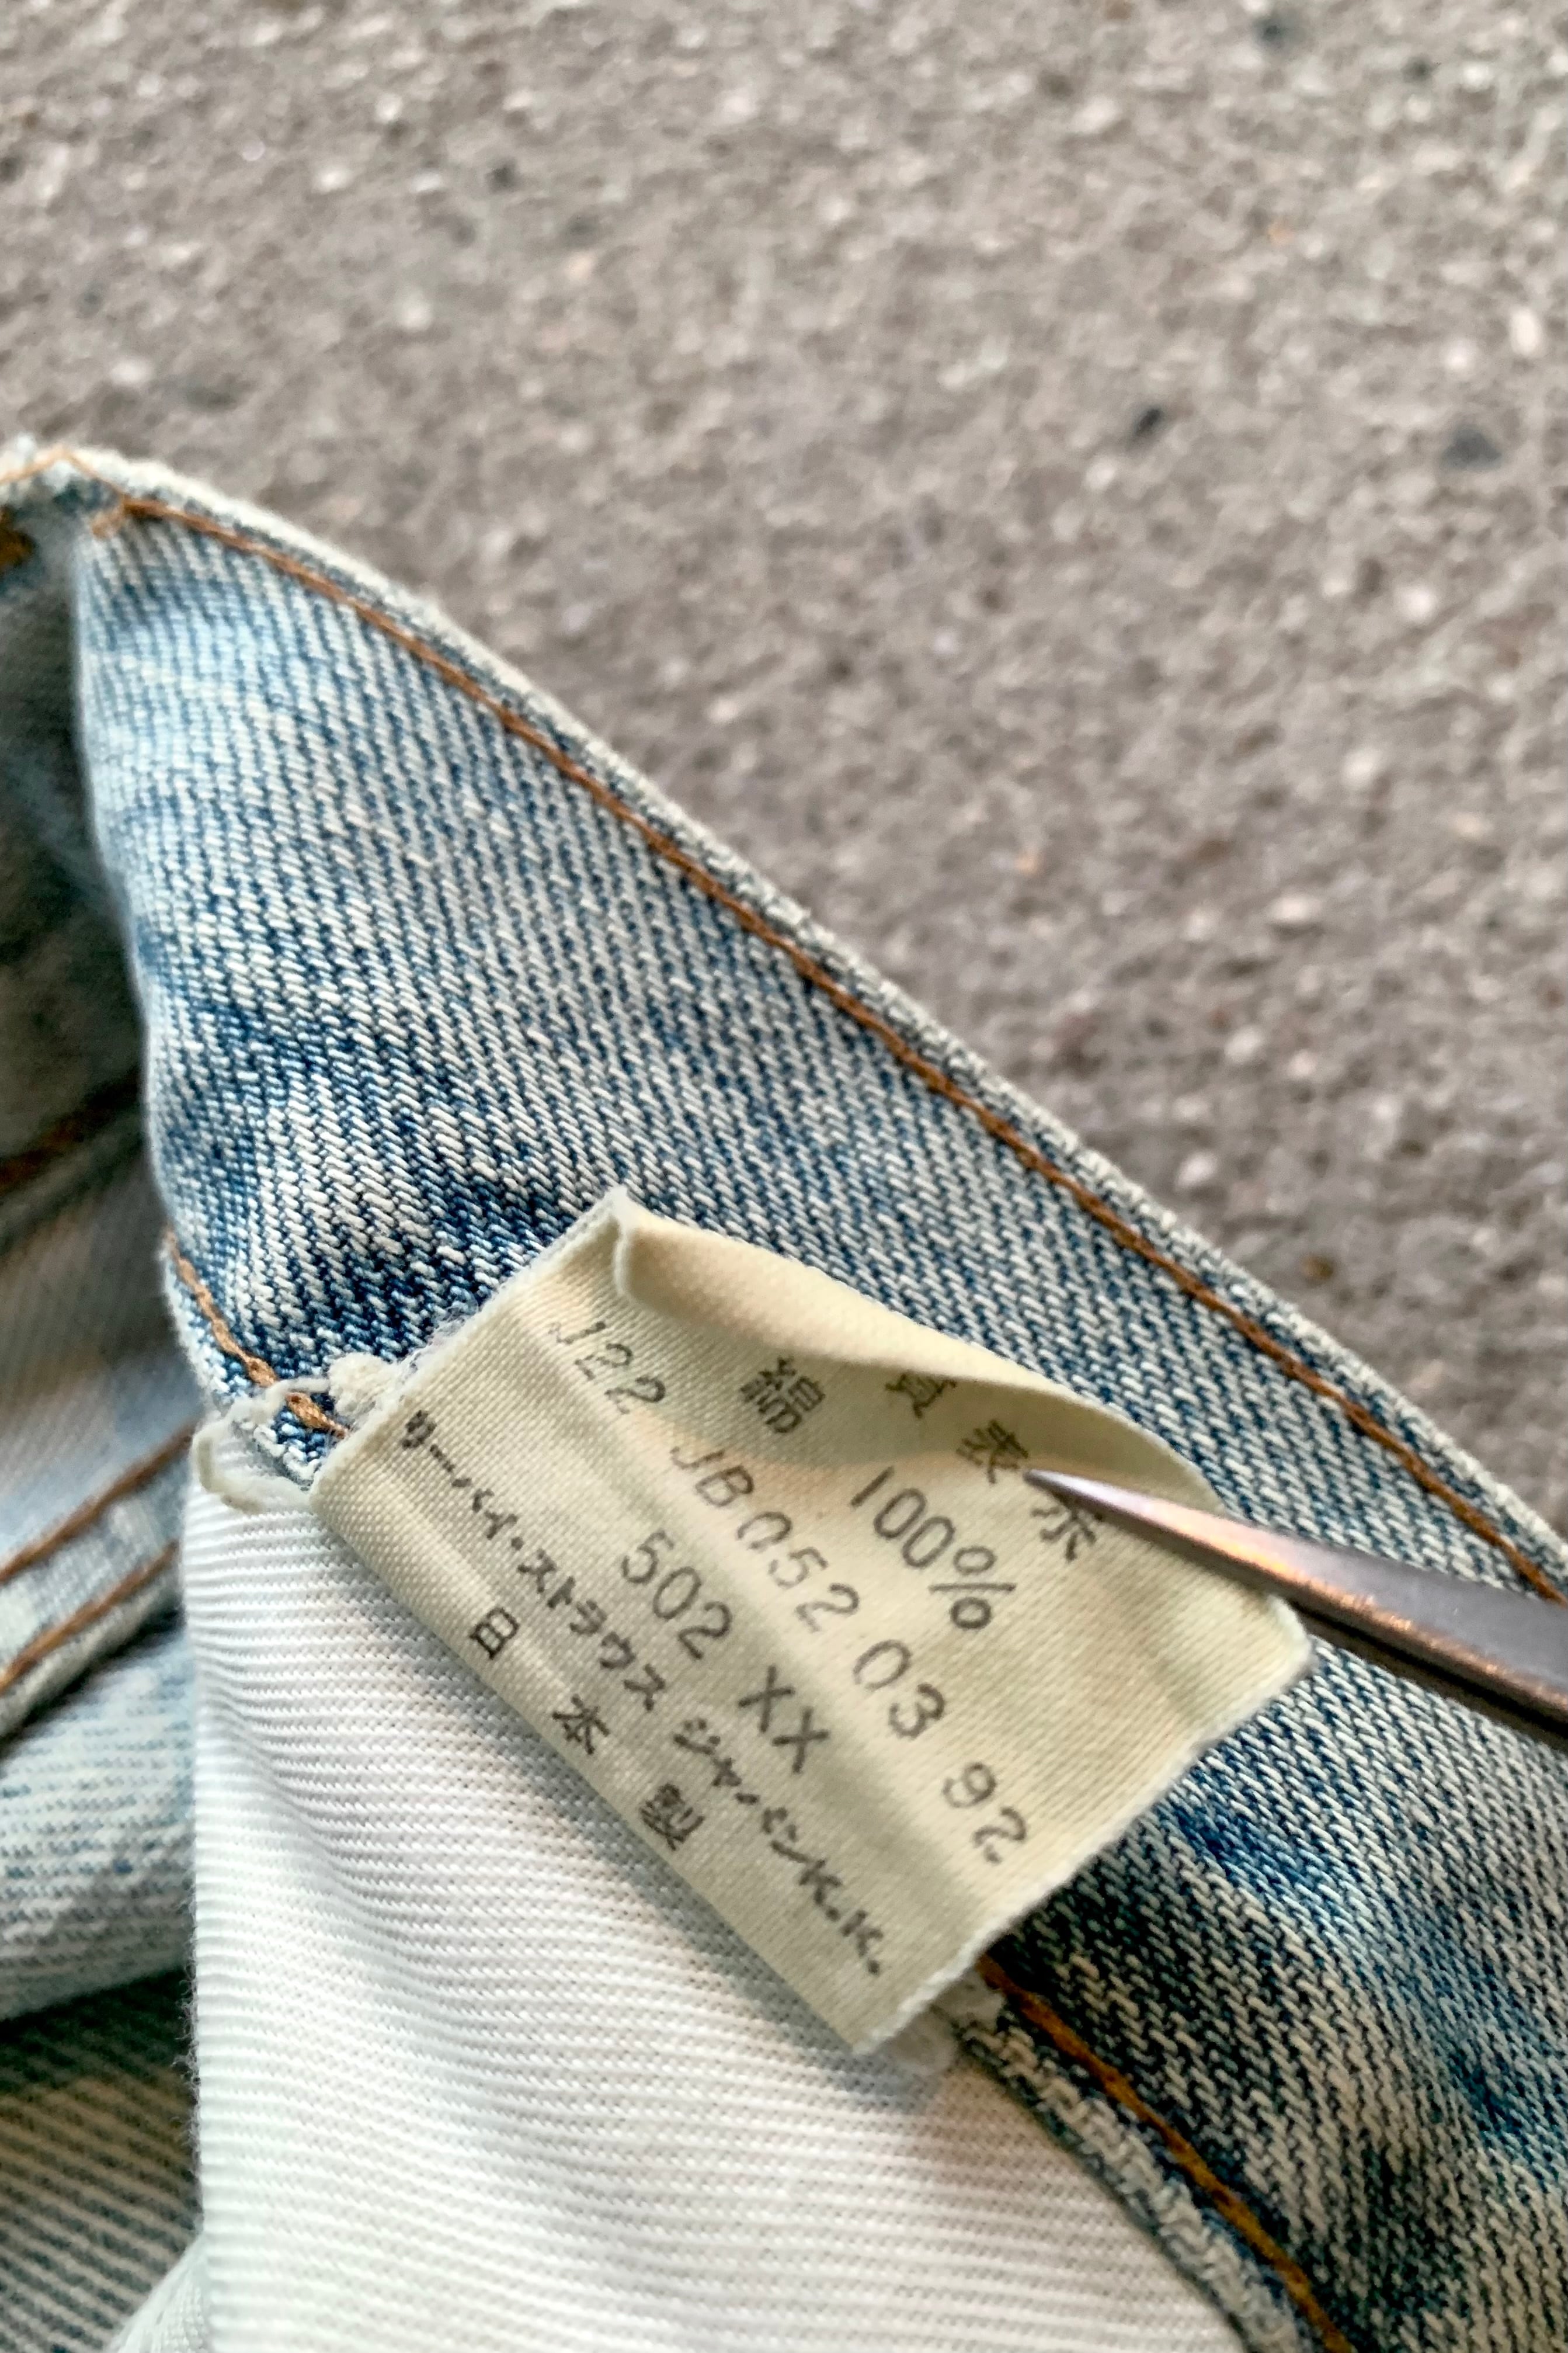 質表示
綿 100%
J22 JB052 03 92
502 XX
リーバイ・ストラウス ジャパンK.K.
日本製